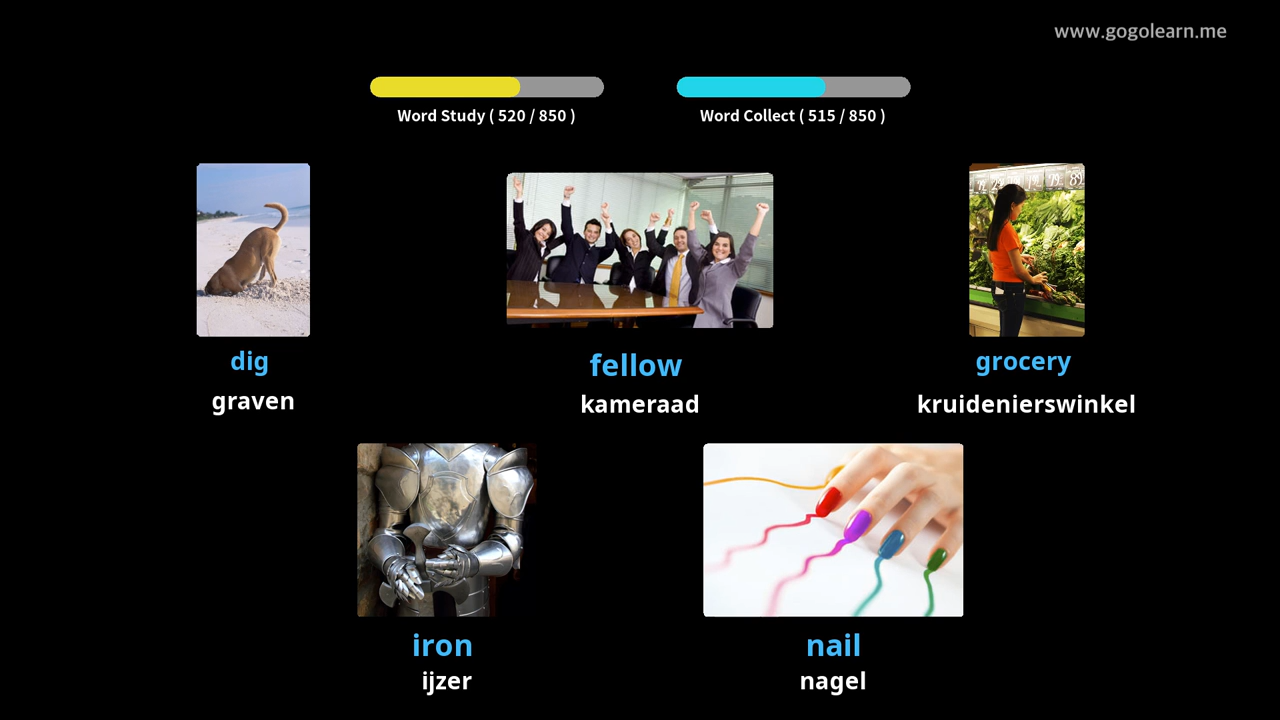 www.gogolearn.me
Word Study ( 520 / 850 )
Word Collect ( 515 / 850 )
dig
graven
fellow
kameraad
grocery
kruidenierswinkel
iron
ijzer
nail
nagel